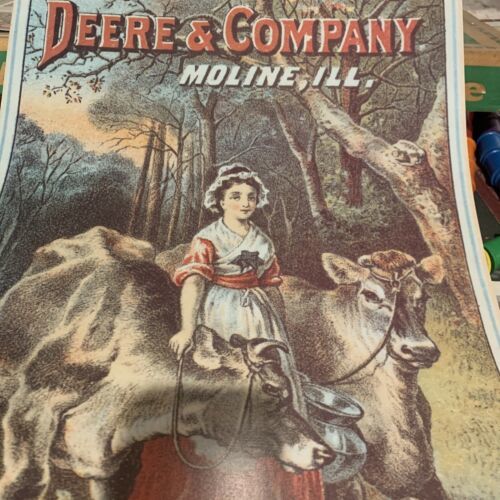 DEERE & COMPANY
MOLINE, ILL.